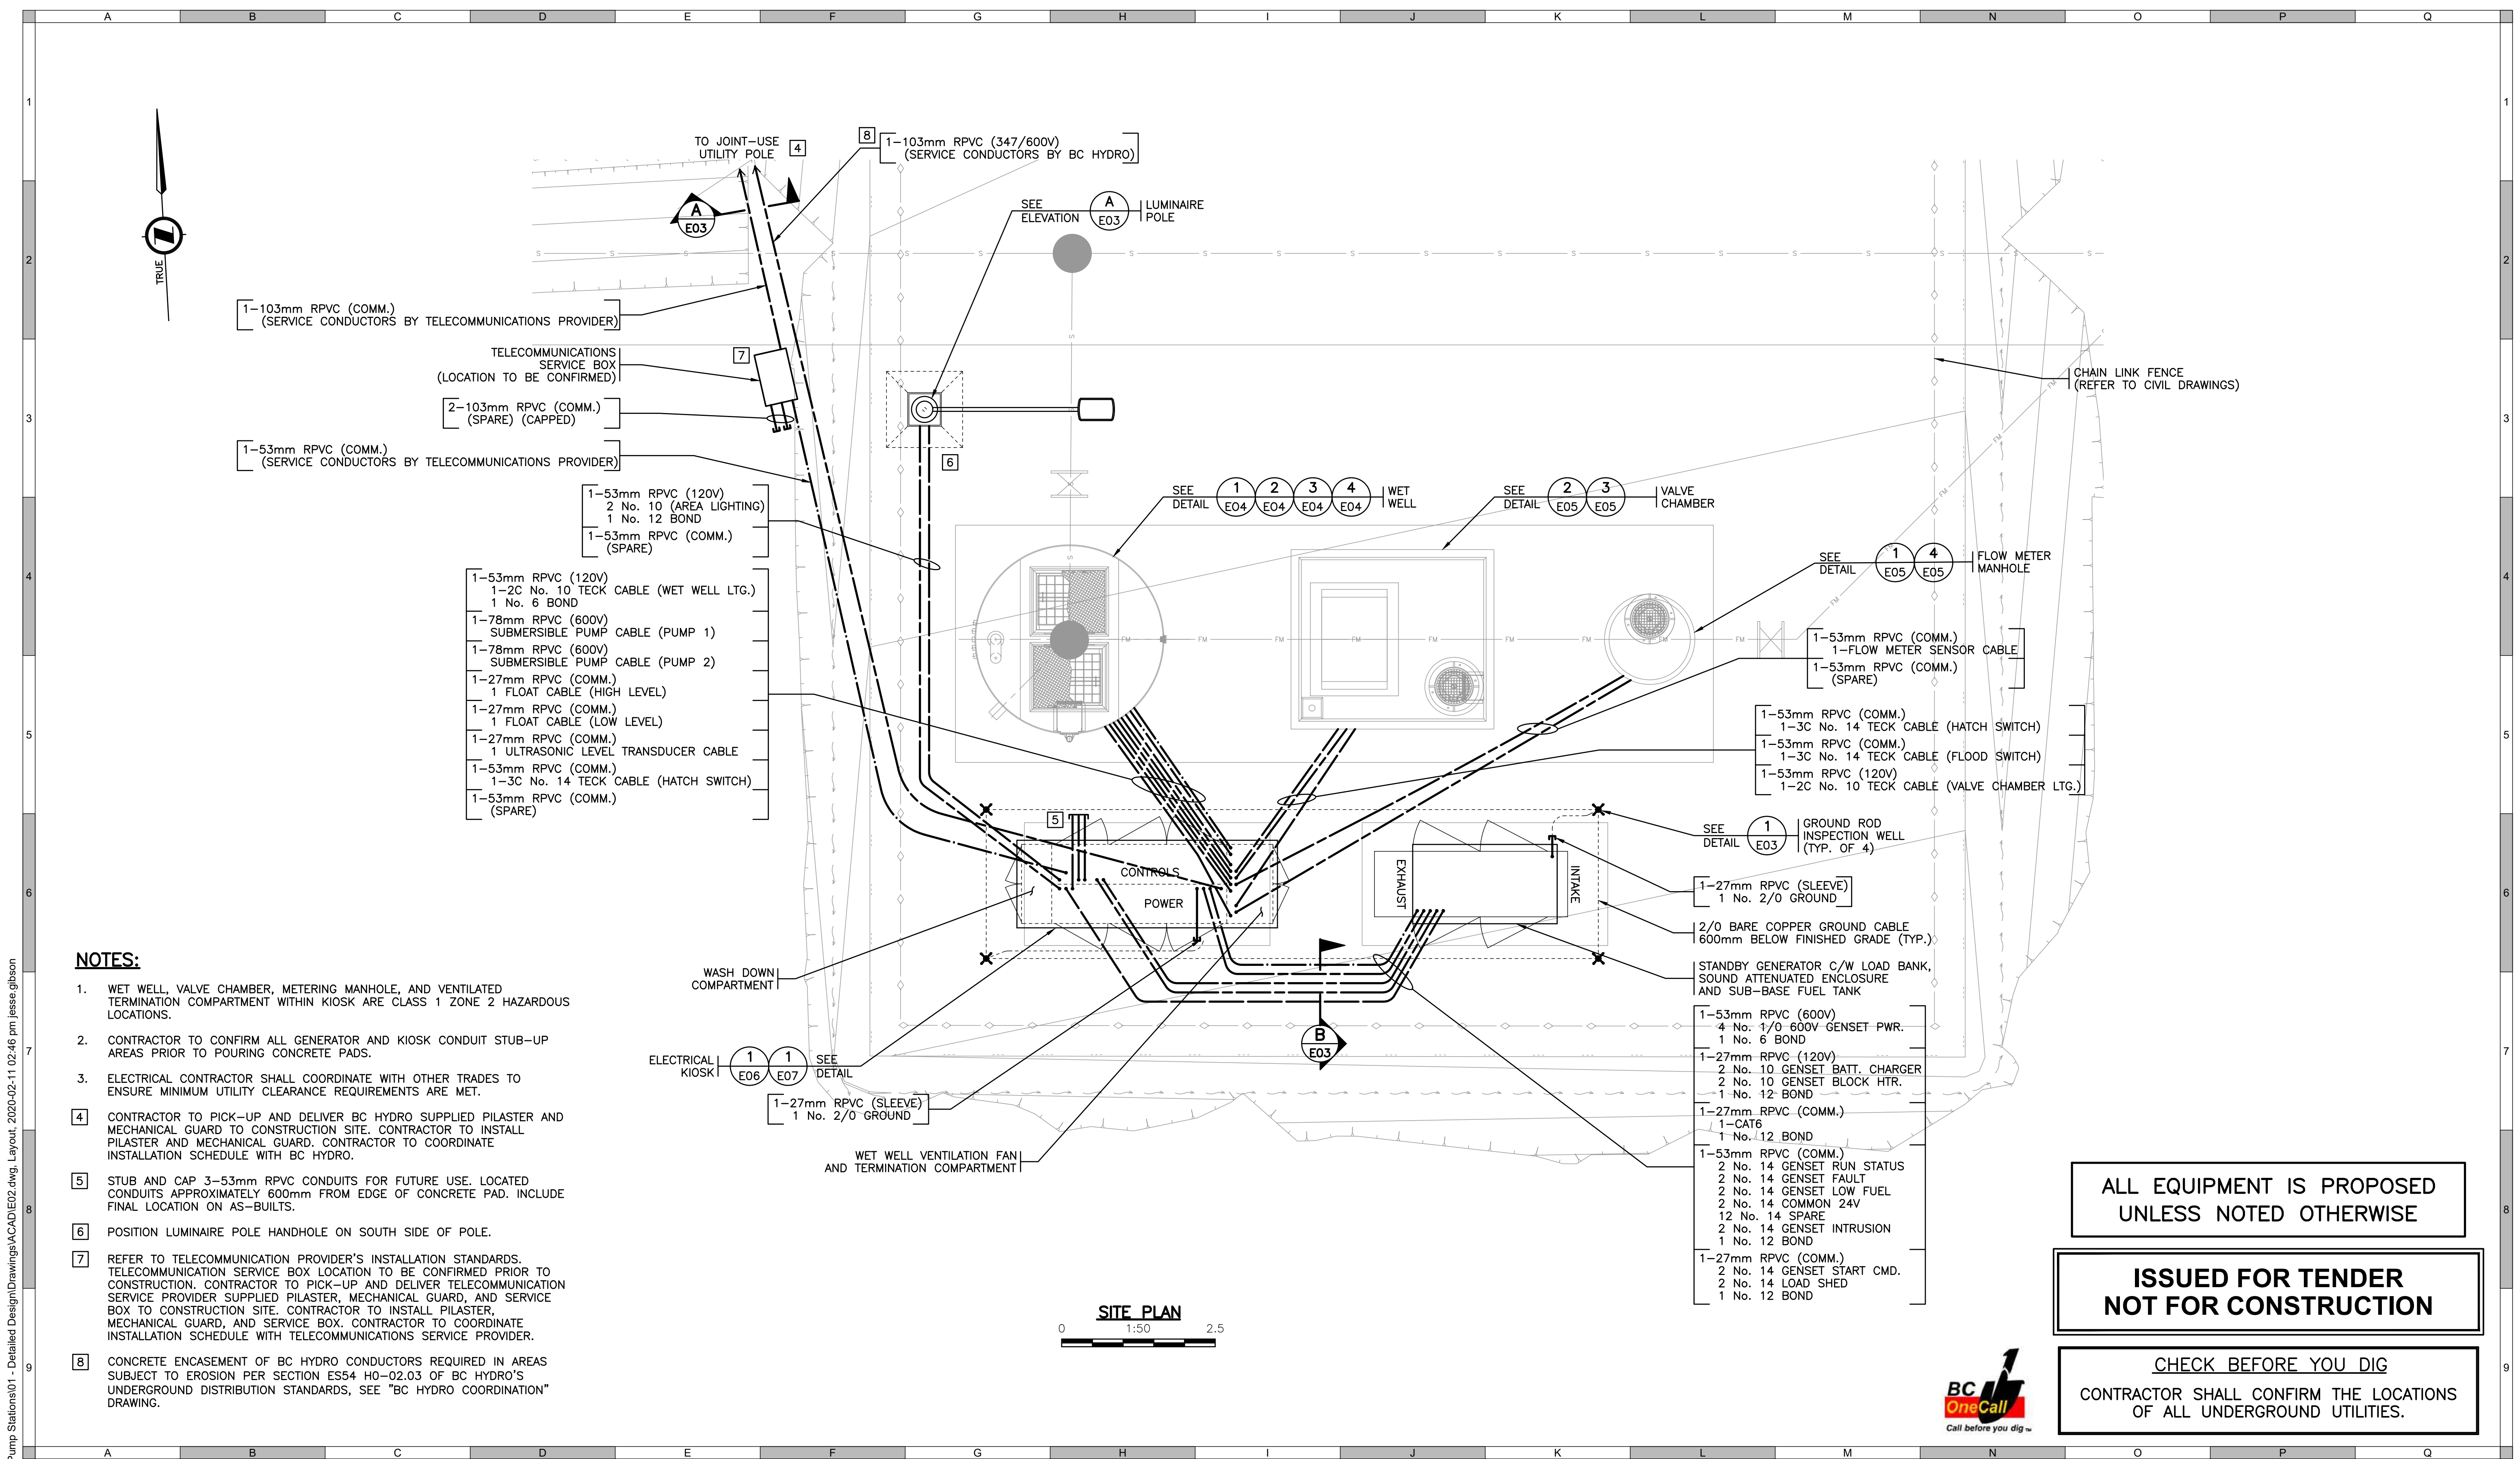 A B C D E F G H I J K L M N O P Q
1
2
3
4
5
6
7
8
9
TRUE
TO JOINT-USE
UTILITY POLE
4
8
1-103mm RPVC (347/600V)
(SERVICE CONDUCTORS BY BC HYDRO)
A
E03
SEE
ELEVATION
A
E03
LUMINAIRE
POLE
1-103mm RPVC (COMM.)
(SERVICE CONDUCTORS BY TELECOMMUNICATIONS PROVIDER)
TELECOMMUNICATIONS
SERVICE BOX
(LOCATION TO BE CONFIRMED)
7
2-103mm RPVC (COMM.)
(SPARE) (CAPPED)
1-53mm RPVC (COMM.)
(SERVICE CONDUCTORS BY TELECOMMUNICATIONS PROVIDER)
6
CHAIN LINK FENCE
(REFER TO CIVIL DRAWINGS)
1-53mm RPVC (120V)
2 No. 10 (AREA LIGHTING)
1 No. 12 BOND
1-53mm RPVC (COMM.)
(SPARE)
SEE
DETAIL
1 2 3 4
E04 E04 E04 E04
WET
WELL
SEE
DETAIL
2 3
E05 E05
VALVE
CHAMBER
SEE
DETAIL
1 4
E05 E05
FLOW METER
MANHOLE
1-53mm RPVC (120V)
1-2C No. 10 TECK CABLE (WET WELL LTG.)
1 No. 6 BOND
1-78mm RPVC (600V)
SUBMERSIBLE PUMP CABLE (PUMP 1)
1-78mm RPVC (600V)
SUBMERSIBLE PUMP CABLE (PUMP 2)
1-27mm RPVC (COMM.)
1 FLOAT CABLE (HIGH LEVEL)
1-27mm RPVC (COMM.)
1 FLOAT CABLE (LOW LEVEL)
1-27mm RPVC (COMM.)
1 ULTRASONIC LEVEL TRANSDUCER CABLE
1-53mm RPVC (COMM.)
1-3C No. 14 TECK CABLE (HATCH SWITCH)
1-53mm RPVC (COMM.)
(SPARE)
1-53mm RPVC (COMM.)
1-FLOW METER SENSOR CABLE
1-53mm RPVC (COMM.)
(SPARE)
1-53mm RPVC (COMM.)
1-3C No. 14 TECK CABLE (HATCH SWITCH)
1-53mm RPVC (COMM.)
1-3C No. 14 TECK CABLE (FLOOD SWITCH)
1-53mm RPVC (120V)
1-2C No. 10 TECK CABLE (VALVE CHAMBER LTG.)
5
SEE
DETAIL
1
E03
GROUND ROD
INSPECTION WELL
(TYP. OF 4)
CONTROLS
POWER
EXHAUST
INTAKE
1-27mm RPVC (SLEEVE)
1 No. 2/0 GROUND
2/0 BARE COPPER GROUND CABLE
600mm BELOW FINISHED GRADE (TYP.)
WASH DOWN
COMPARTMENT
STANDBY GENERATOR C/W LOAD BANK,
SOUND ATTENUATED ENCLOSURE
AND SUB-BASE FUEL TANK
B
E03
ELECTRICAL
KIOSK
1 1
E06 E07
SEE
DETAIL
1-27mm RPVC (SLEEVE)
1 No. 2/0 GROUND
WET WELL VENTILATION FAN
AND TERMINATION COMPARTMENT
1-53mm RPVC (600V)
4 No. 1/0 600V GENSET PWR.
1 No. 6 BOND
1-27mm RPVC (120V)
2 No. 10 GENSET BATT. CHARGER
2 No. 10 GENSET BLOCK HTR.
1 No. 12 BOND
1-27mm RPVC (COMM.)
1-CAT6
1 No. 12 BOND
1-53mm RPVC (COMM.)
2 No. 14 GENSET RUN STATUS
2 No. 14 GENSET FAULT
2 No. 14 GENSET LOW FUEL
2 No. 14 COMMON 24V
12 No. 14 SPARE
2 No. 14 GENSET INTRUSION
1 No. 12 BOND
1-27mm RPVC (COMM.)
2 No. 14 GENSET START CMD.
2 No. 14 LOAD SHED
1 No. 12 BOND
NOTES:
1. WET WELL, VALVE CHAMBER, METERING MANHOLE, AND VENTILATED
TERMINATION COMPARTMENT WITHIN KIOSK ARE CLASS 1 ZONE 2 HAZARDOUS
LOCATIONS.
2. CONTRACTOR TO CONFIRM ALL GENERATOR AND KIOSK CONDUIT STUB-UP
AREAS PRIOR TO POURING CONCRETE PADS.
3. ELECTRICAL CONTRACTOR SHALL COORDINATE WITH OTHER TRADES TO
ENSURE MINIMUM UTILITY CLEARANCE REQUIREMENTS ARE MET.
4 CONTRACTOR TO PICK-UP AND DELIVER BC HYDRO SUPPLIED PILASTER AND
MECHANICAL GUARD TO CONSTRUCTION SITE. CONTRACTOR TO INSTALL
PILASTER AND MECHANICAL GUARD. CONTRACTOR TO COORDINATE
INSTALLATION SCHEDULE WITH BC HYDRO.
5 STUB AND CAP 3-53mm RPVC CONDUITS FOR FUTURE USE. LOCATED
CONDUITS APPROXIMATELY 600mm FROM EDGE OF CONCRETE PAD. INCLUDE
FINAL LOCATION ON AS-BUILTS.
6 POSITION LUMINAIRE POLE HANDHOLE ON SOUTH SIDE OF POLE.
7 REFER TO TELECOMMUNICATION PROVIDER'S INSTALLATION STANDARDS.
TELECOMMUNICATION SERVICE BOX LOCATION TO BE CONFIRMED PRIOR TO
CONSTRUCTION. CONTRACTOR TO PICK-UP AND DELIVER TELECOMMUNICATION
SERVICE PROVIDER SUPPLIED PILASTER, MECHANICAL GUARD, AND SERVICE
BOX TO CONSTRUCTION SITE. CONTRACTOR TO INSTALL PILASTER,
MECHANICAL GUARD, AND SERVICE BOX. CONTRACTOR TO COORDINATE
INSTALLATION SCHEDULE WITH TELECOMMUNICATIONS SERVICE PROVIDER.
8 CONCRETE ENCASEMENT OF BC HYDRO CONDUCTORS REQUIRED IN AREAS
SUBJECT TO EROSION PER SECTION ES54 H0-02.03 OF BC HYDRO'S
UNDERGROUND DISTRIBUTION STANDARDS, SEE "BC HYDRO COORDINATION"
DRAWING.
SITE PLAN
0 1:50 2.5
ALL EQUIPMENT IS PROPOSED
UNLESS NOTED OTHERWISE
ISSUED FOR TENDER
NOT FOR CONSTRUCTION
BC 1
OneCall
Call before you dig TM
CHECK BEFORE YOU DIG
CONTRACTOR SHALL CONFIRM THE LOCATIONS
OF ALL UNDERGROUND UTILITIES.
Pump Stations\01 - Detailed Design\Drawings\ACAD\E02.dwg, Layout, 2020-02-11 02:46 pm jesse.gibson
A B C D E F G H I J K L M N O P Q